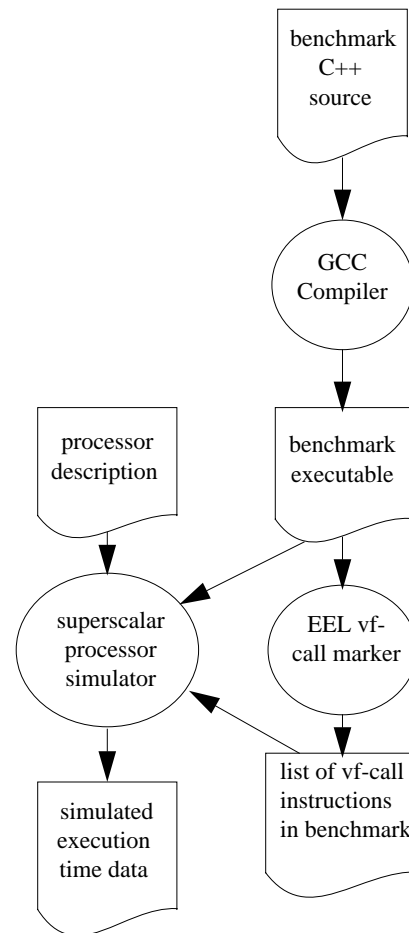 benchmark
C++
source
GCC
Compiler
processor
description
benchmark
executable
superscalar
processor
simulator
EEL vf-
call marker
simulated
execution
time data
list of vf-call
instructions
in benchmark